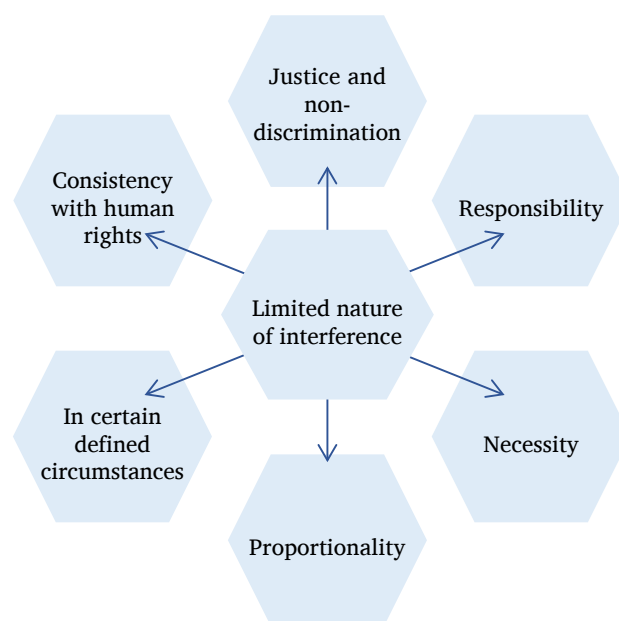 Justice and
non-
discrimination
Consistency
with human
rights
Responsibility
Limited nature
of interference
In certain
defined
circumstances
Necessity
Proportionality